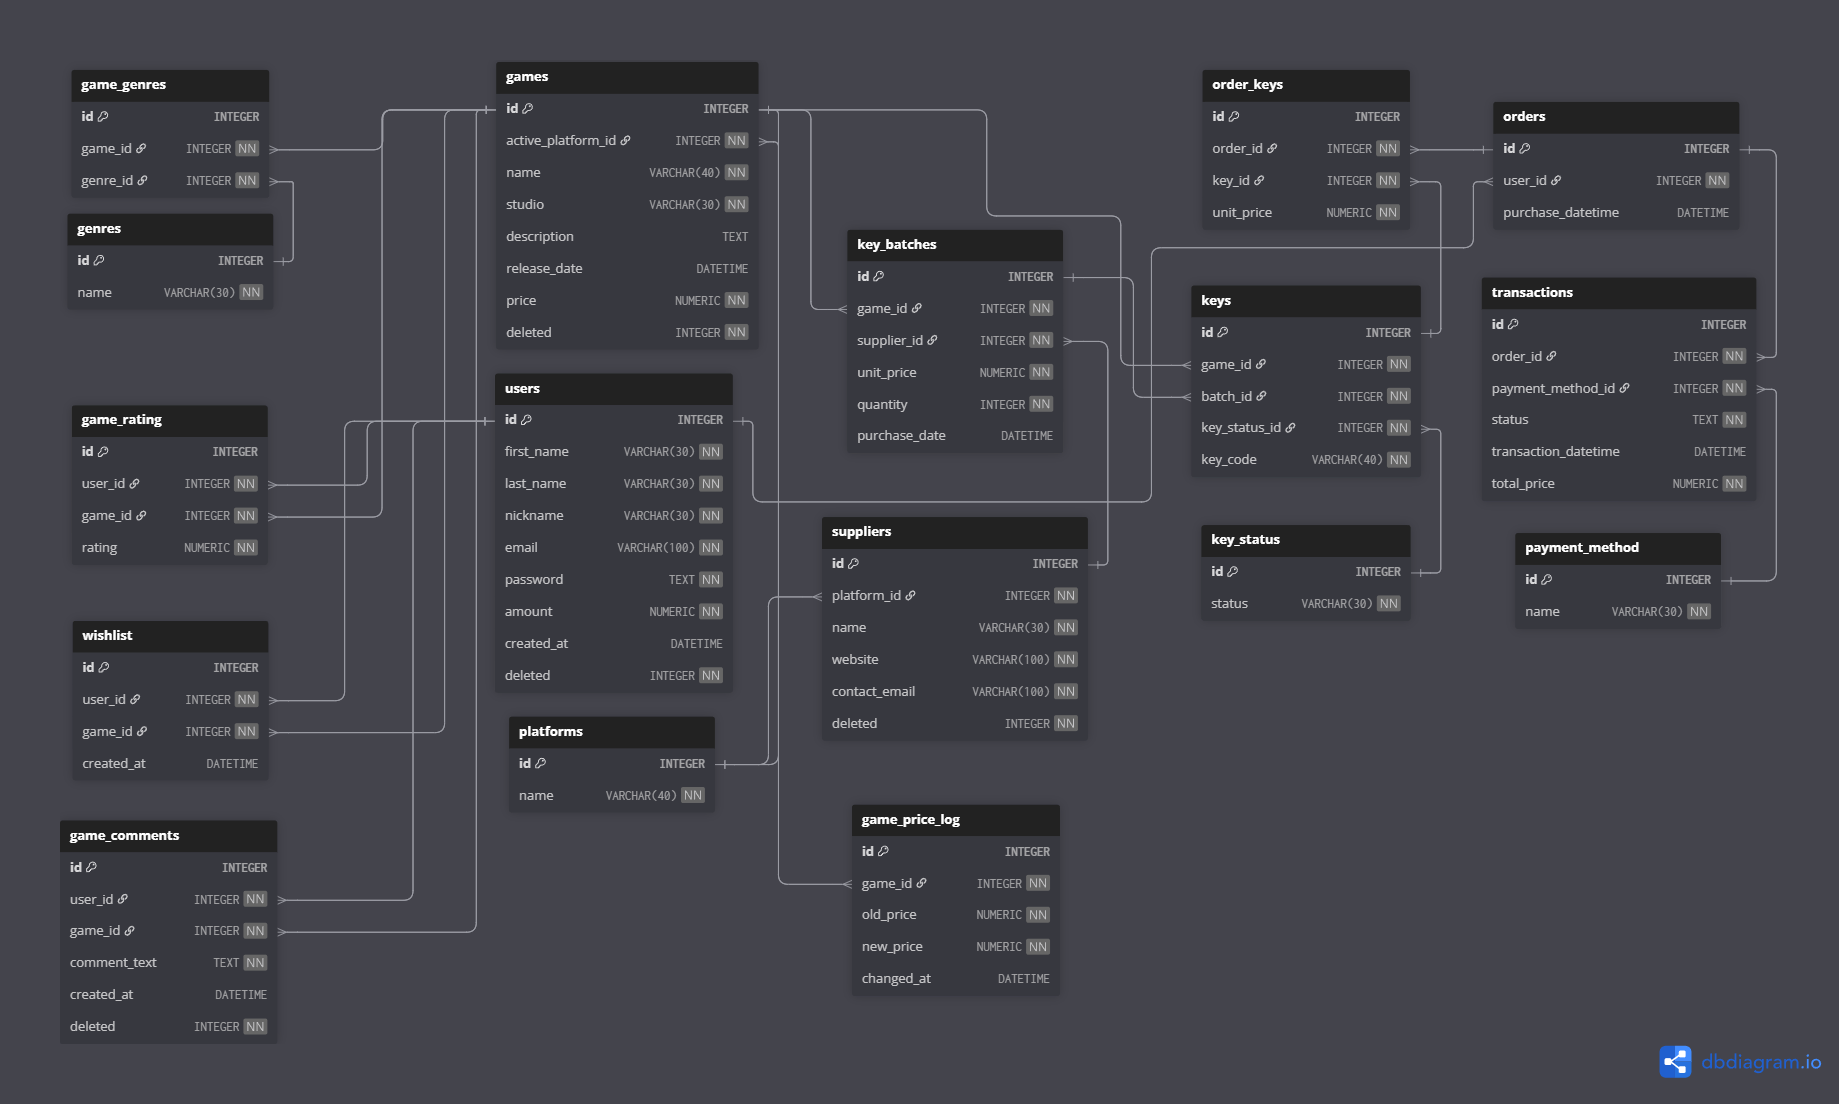 game_genres
id INTEGER
game_id INTEGER NN
genre_id INTEGER NN
genres
id INTEGER
name VARCHAR(30) NN
game_rating
id INTEGER
user_id INTEGER NN
game_id INTEGER NN
rating NUMERIC NN
wishlist
id INTEGER
user_id INTEGER NN
game_id INTEGER NN
created_at DATETIME
game_comments
id INTEGER
user_id INTEGER NN
game_id INTEGER NN
comment_text TEXT NN
created_at DATETIME
deleted INTEGER NN
games
id INTEGER
active_platform_id INTEGER NN
name VARCHAR(40) NN
studio VARCHAR(30) NN
description TEXT
release_date DATETIME
price NUMERIC NN
deleted INTEGER NN
users
id INTEGER
first_name VARCHAR(30) NN
last_name VARCHAR(30) NN
nickname VARCHAR(30) NN
email VARCHAR(100) NN
password TEXT NN
amount NUMERIC NN
created_at DATETIME
deleted INTEGER NN
platforms
id INTEGER
name VARCHAR(40) NN
key_batches
id INTEGER
game_id INTEGER NN
supplier_id INTEGER NN
unit_price NUMERIC NN
quantity INTEGER NN
purchase_date DATETIME
suppliers
id INTEGER
platform_id INTEGER NN
name VARCHAR(30) NN
website VARCHAR(100) NN
contact_email VARCHAR(100) NN
deleted INTEGER NN
game_price_log
id INTEGER
game_id INTEGER NN
old_price NUMERIC NN
new_price NUMERIC NN
changed_at DATETIME
order_keys
id INTEGER
order_id INTEGER NN
key_id INTEGER NN
unit_price NUMERIC NN
keys
id INTEGER
game_id INTEGER NN
batch_id INTEGER NN
key_status_id INTEGER NN
key_code VARCHAR(40) NN
key_status
id INTEGER
status VARCHAR(30) NN
orders
id INTEGER
user_id INTEGER NN
purchase_datetime DATETIME
transactions
id INTEGER
order_id INTEGER NN
payment_method_id INTEGER NN
status TEXT NN
transaction_datetime DATETIME
total_price NUMERIC NN
payment_method
id INTEGER
name VARCHAR(30) NN
dbdiagram.io